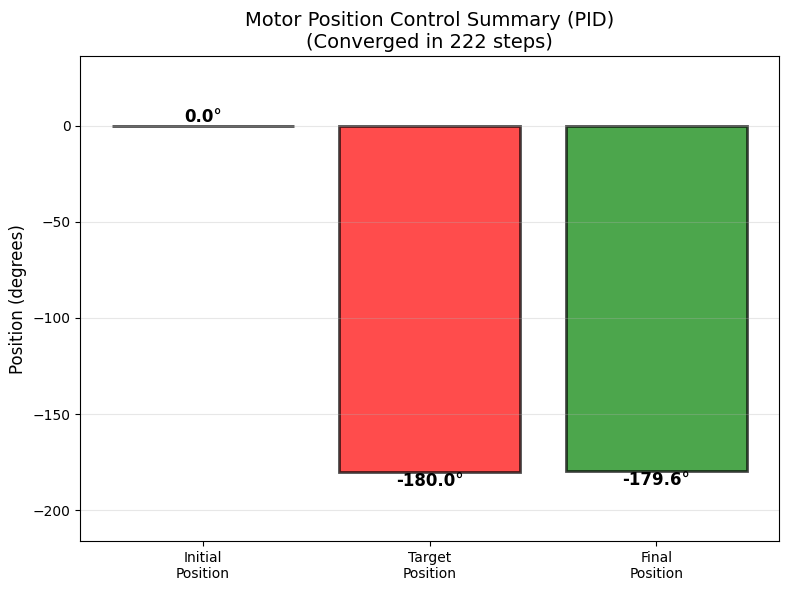 Motor Position Control Summary (PID)
(Converged in 222 steps)
Position (degrees)
0
−50
−100
−150
−200
0.0°
-180.0°
-179.6°
Initial
Position
Target
Position
Final
Position